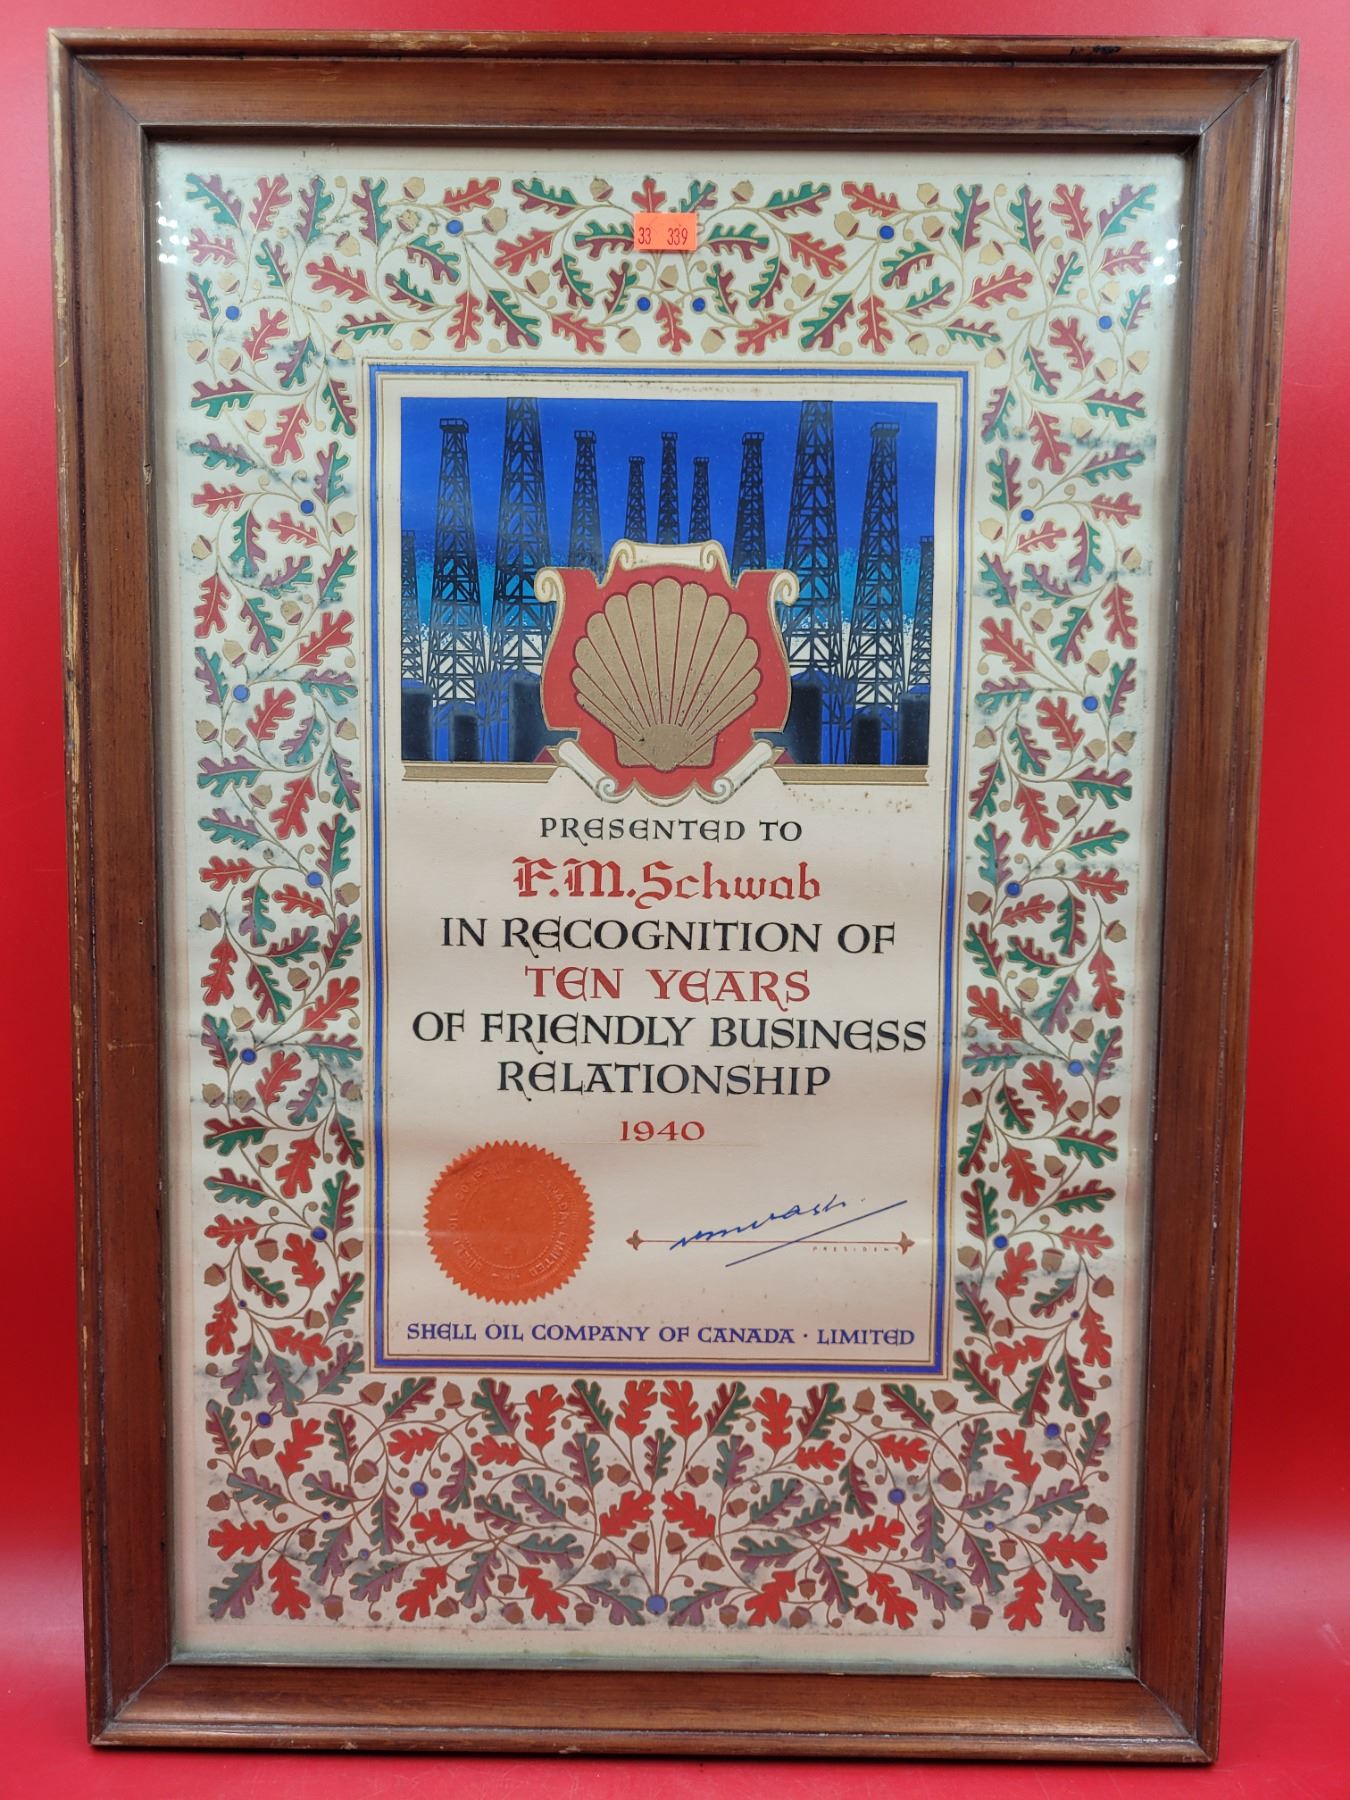 33 339
PRESENTED TO
F.M. Schwab
IN RECOGNITION OF
TEN YEARS
OF FRIENDLY BUSINESS
RELATIONSHIP
1940
PRESIDENT
SHELL OIL COMPANY OF CANADA · LIMITED